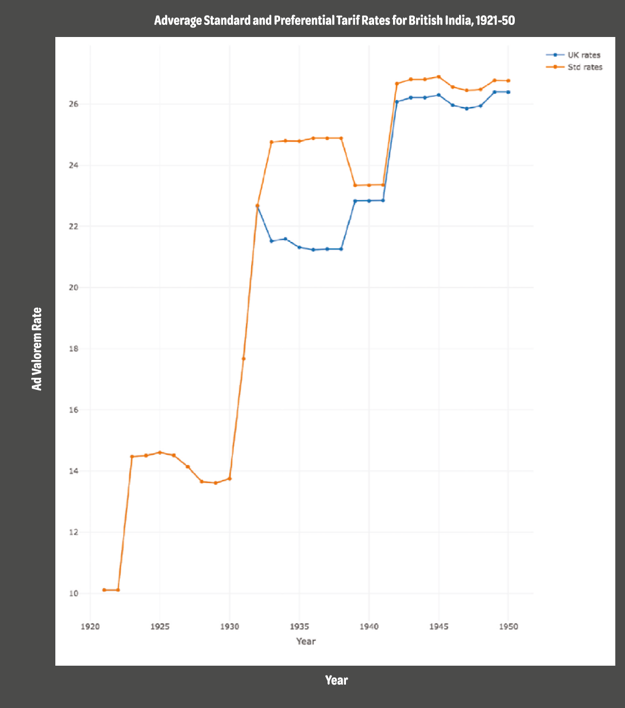 Adverage Standard and Preferential Tarif Rates for British India, 1921-50
UK rates
Std rates
26
24
22
20
18
16
14
12
10
Ad Valorem Rate
1920 1925 1930 1935 1940 1945 1950
Year
Year